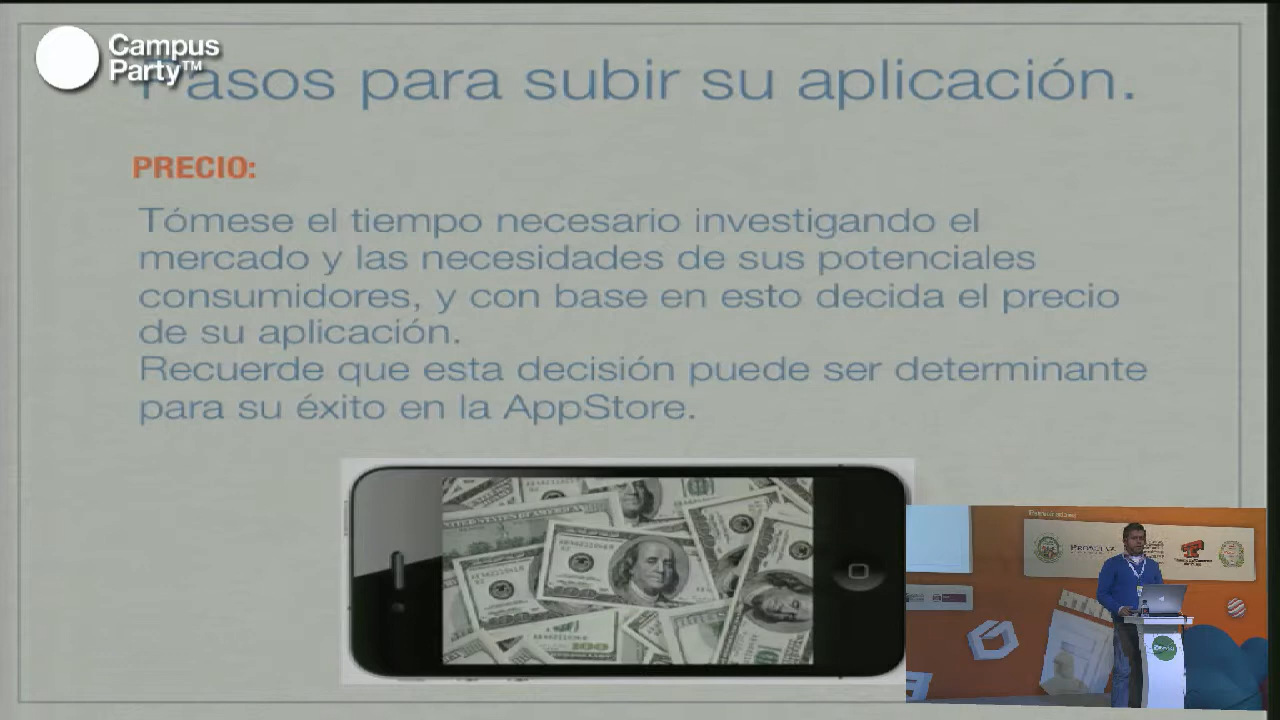 Campus
Party™
Pasos para subir su aplicación.
PRECIO:
Tómese el tiempo necesario investigando el
mercado y las necesidades de sus potenciales
consumidores, y con base en esto decida el precio
de su aplicación.
Recuerde que esta decisión puede ser determinante
para su éxito en la AppStore.